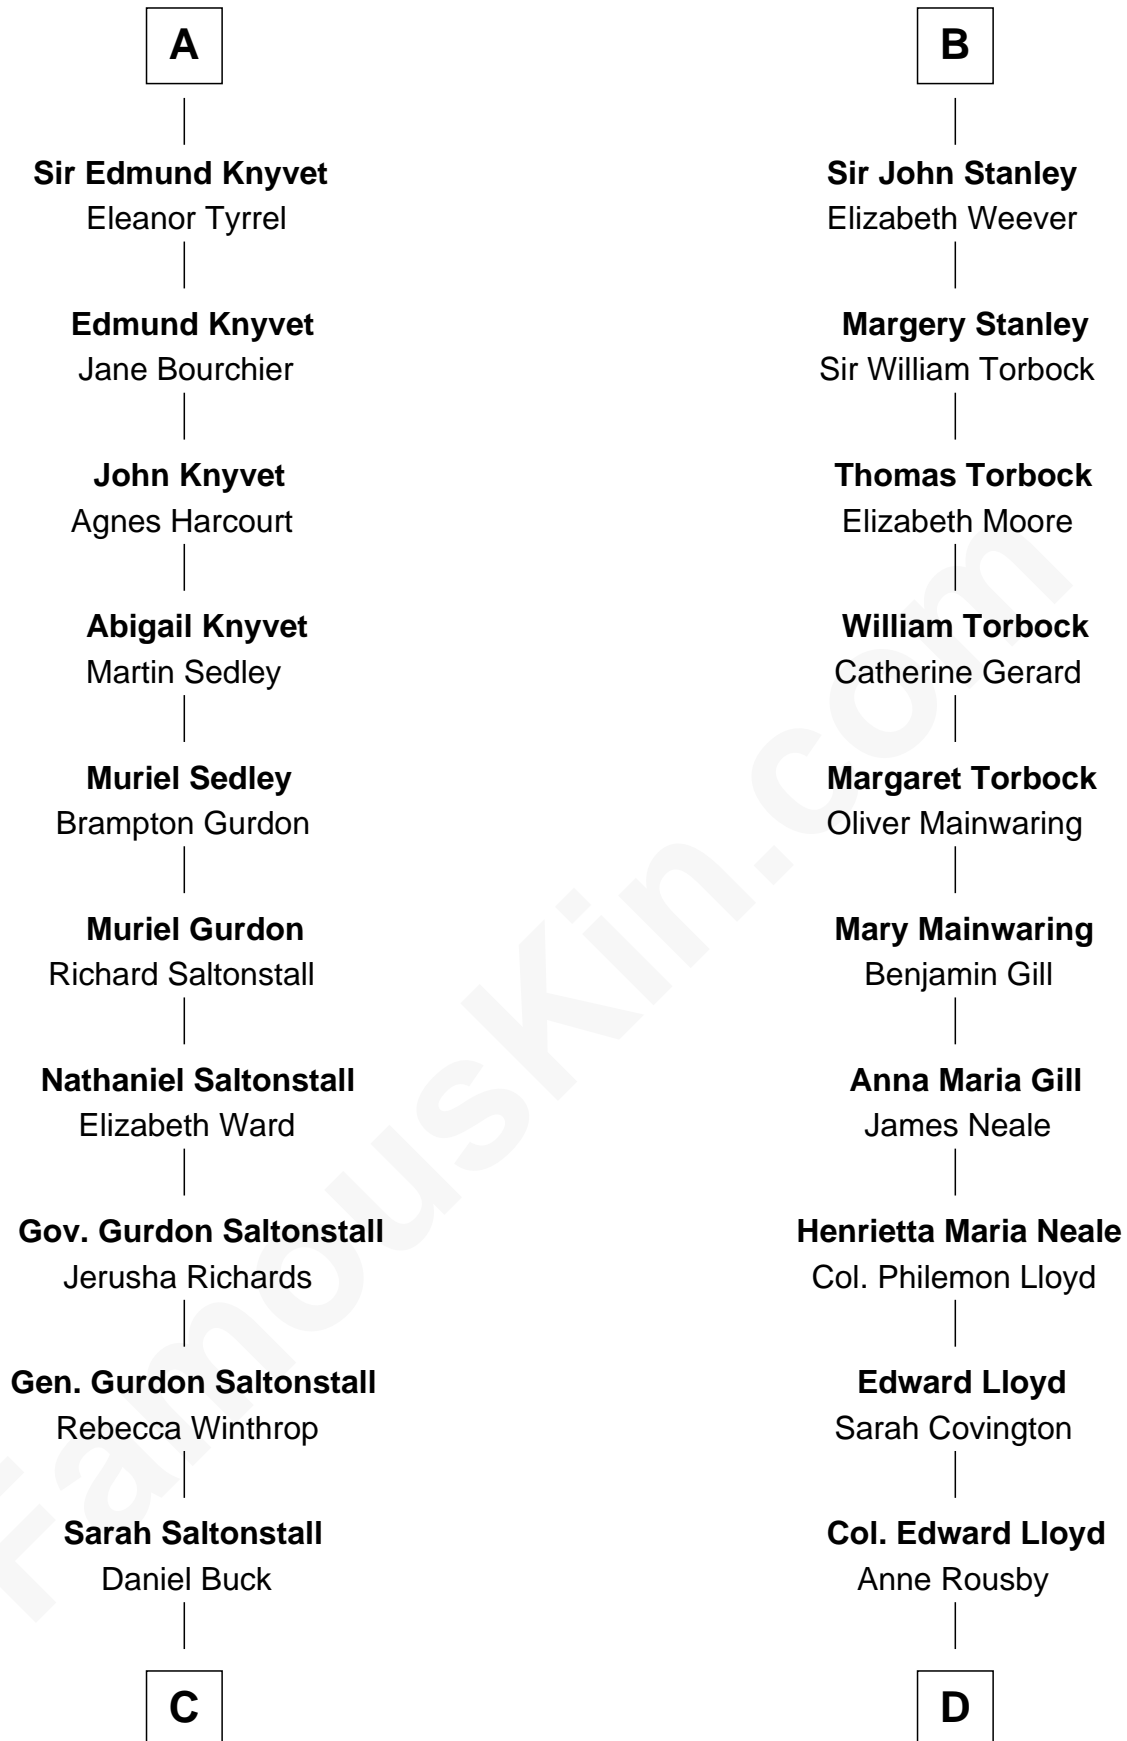 A
Sir Edmund Knyvet
Eleanor Tyrrel
Edmund Knyvet
Jane Bourchier
John Knyvet
Agnes Harcourt
Abigail Knyvet
Martin Sedley
Muriel Sedley
Brampton Gurdon
Muriel Gurdon
Richard Saltonstall
Nathaniel Saltonstall
Elizabeth Ward
Gov. Gurdon Saltonstall
Jerusha Richards
Gen. Gurdon Saltonstall
Rebecca Winthrop
Sarah Saltonstall
Daniel Buck
C
B
Sir John Stanley
Elizabeth Weever
Margery Stanley
Sir William Torbock
Thomas Torbock
Elizabeth Moore
William Torbock
Catherine Gerard
Margaret Torbock
Oliver Mainwaring
Mary Mainwaring
Benjamin Gill
Anna Maria Gill
James Neale
Henrietta Maria Neale
Col. Philemon Lloyd
Edward Lloyd
Sarah Covington
Col. Edward Lloyd
Anne Rousby
D
FamousKin.com